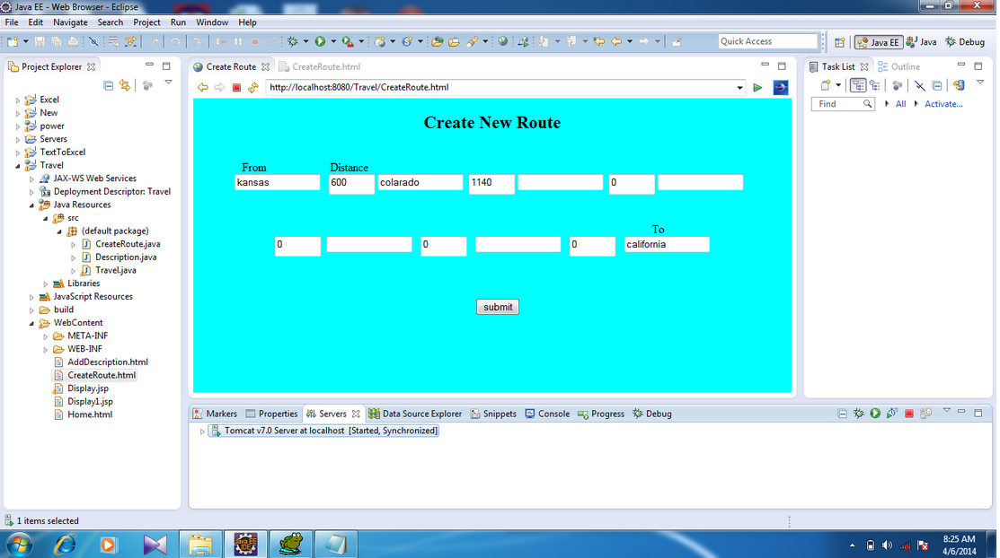 Java EE - Web Browser - Eclipse
File Edit Navigate Search Project Run Window Help
Quick Access
Java EE Java Debug
Project Explorer
Excel
New
power
Servers
TextToExcel
Travel
JAX-WS Web Services
Deployment Descriptor: Travel
Java Resources
src
(default package)
CreateRoute.java
Description.java
Travel.java
Libraries
JavaScript Resources
build
WebContent
META-INF
WEB-INF
AddDescription.html
CreateRoute.html
Display.jsp
Display1.jsp
Home.html
Create Route CreateRoute.html
http://localhost:8080/Travel/CreateRoute.html
Create New Route
From Distance
kansas 600 colarado 1140 0
To
0 0 0 california
submit
Task List Outline
Find All Activate...
Markers Properties Servers Data Source Explorer Snippets Console Progress Debug
Tomcat v7.0 Server at localhost [Started, Synchronized]
1 items selected
Java EE
IDE
8:25 AM
4/6/2014